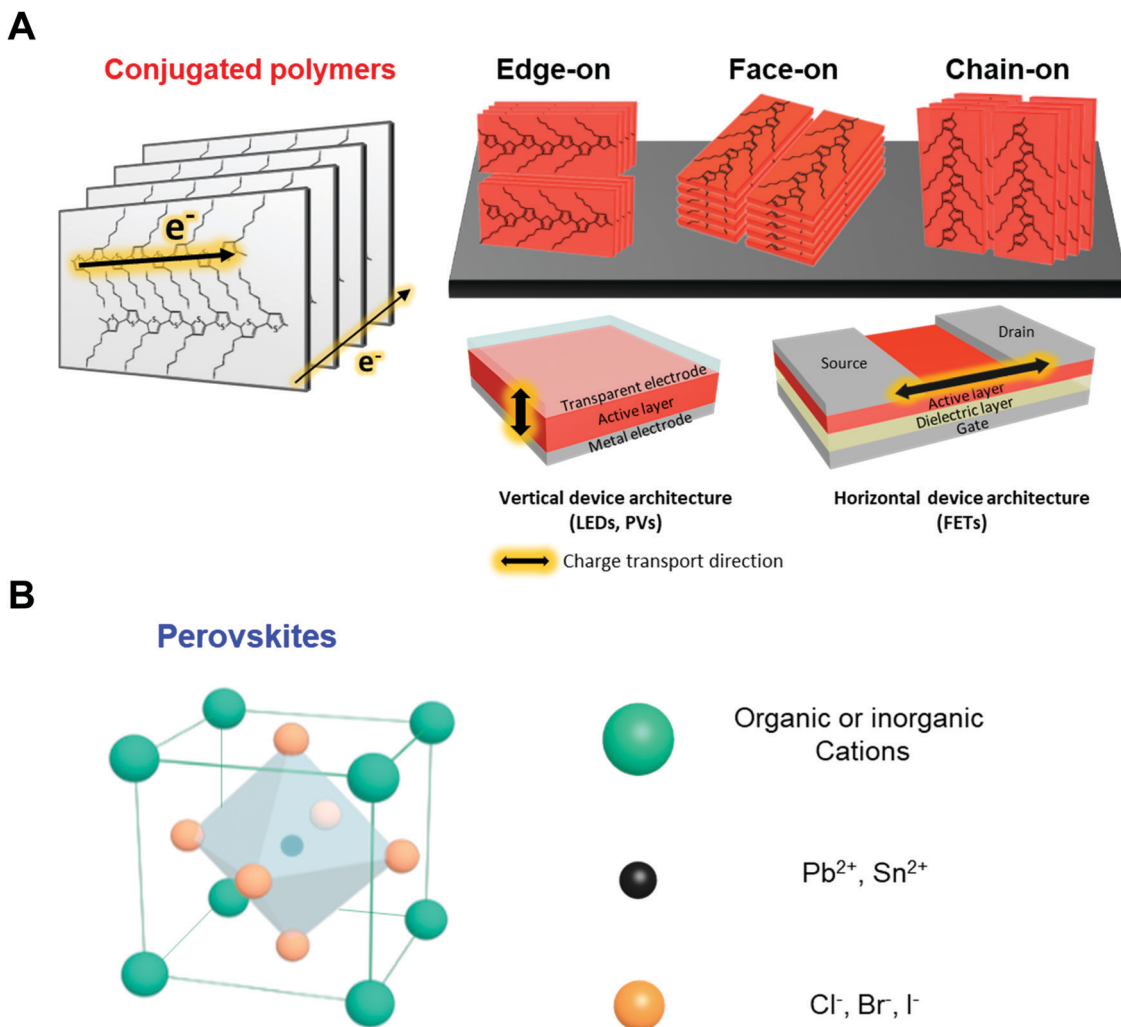 A
Conjugated polymers
Edge-on
Face-on
Chain-on
e⁻
e⁻
S
S
S
S
S
S
S
Transparent electrode
Active layer
Metal electrode
Source
Drain
Active layer
Dielectric layer
Gate
Vertical device architecture
(LEDs, PVs)
Horizontal device architecture
(FETs)
Charge transport direction
B
Perovskites
Organic or inorganic
Cations
Pb²⁺, Sn²⁺
Cl⁻, Br⁻, I⁻